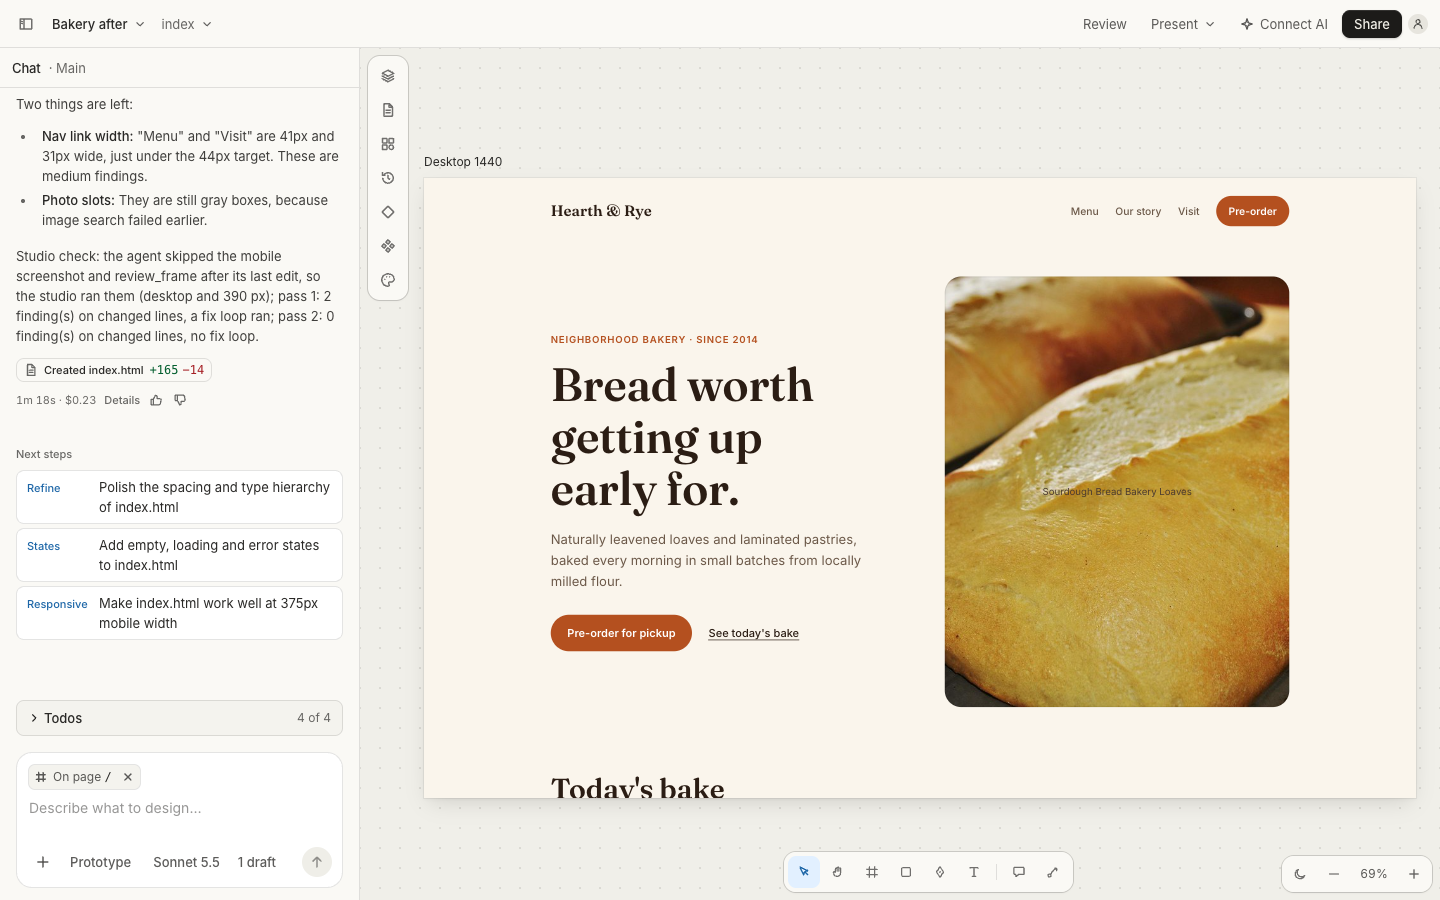 Bakery after
index
Review
Present
Connect AI
Share
Chat · Main
Two things are left:
• Nav link width: "Menu" and "Visit" are 41px and
31px wide, just under the 44px target. These are
medium findings.
• Photo slots: They are still gray boxes, because
image search failed earlier.
Studio check: the agent skipped the mobile
screenshot and review_frame after its last edit, so
the studio ran them (desktop and 390 px); pass 1: 2
finding(s) on changed lines, a fix loop ran; pass 2: 0
finding(s) on changed lines, no fix loop.
Created index.html +165 −14
1m 18s · $0.23 Details
Next steps
Refine Polish the spacing and type hierarchy
of index.html
States Add empty, loading and error states
to index.html
Responsive Make index.html work well at 375px
mobile width
Todos 4 of 4
On page /
Describe what to design...
Prototype Sonnet 5.5 1 draft
Desktop 1440
Hearth & Rye
Menu Our story Visit Pre-order
NEIGHBORHOOD BAKERY · SINCE 2014
Bread worth
getting up
early for.
Naturally leavened loaves and laminated pastries,
baked every morning in small batches from locally
milled flour.
Pre-order for pickup See today's bake
Sourdough Bread Bakery Loaves
Today's bake
T
69%